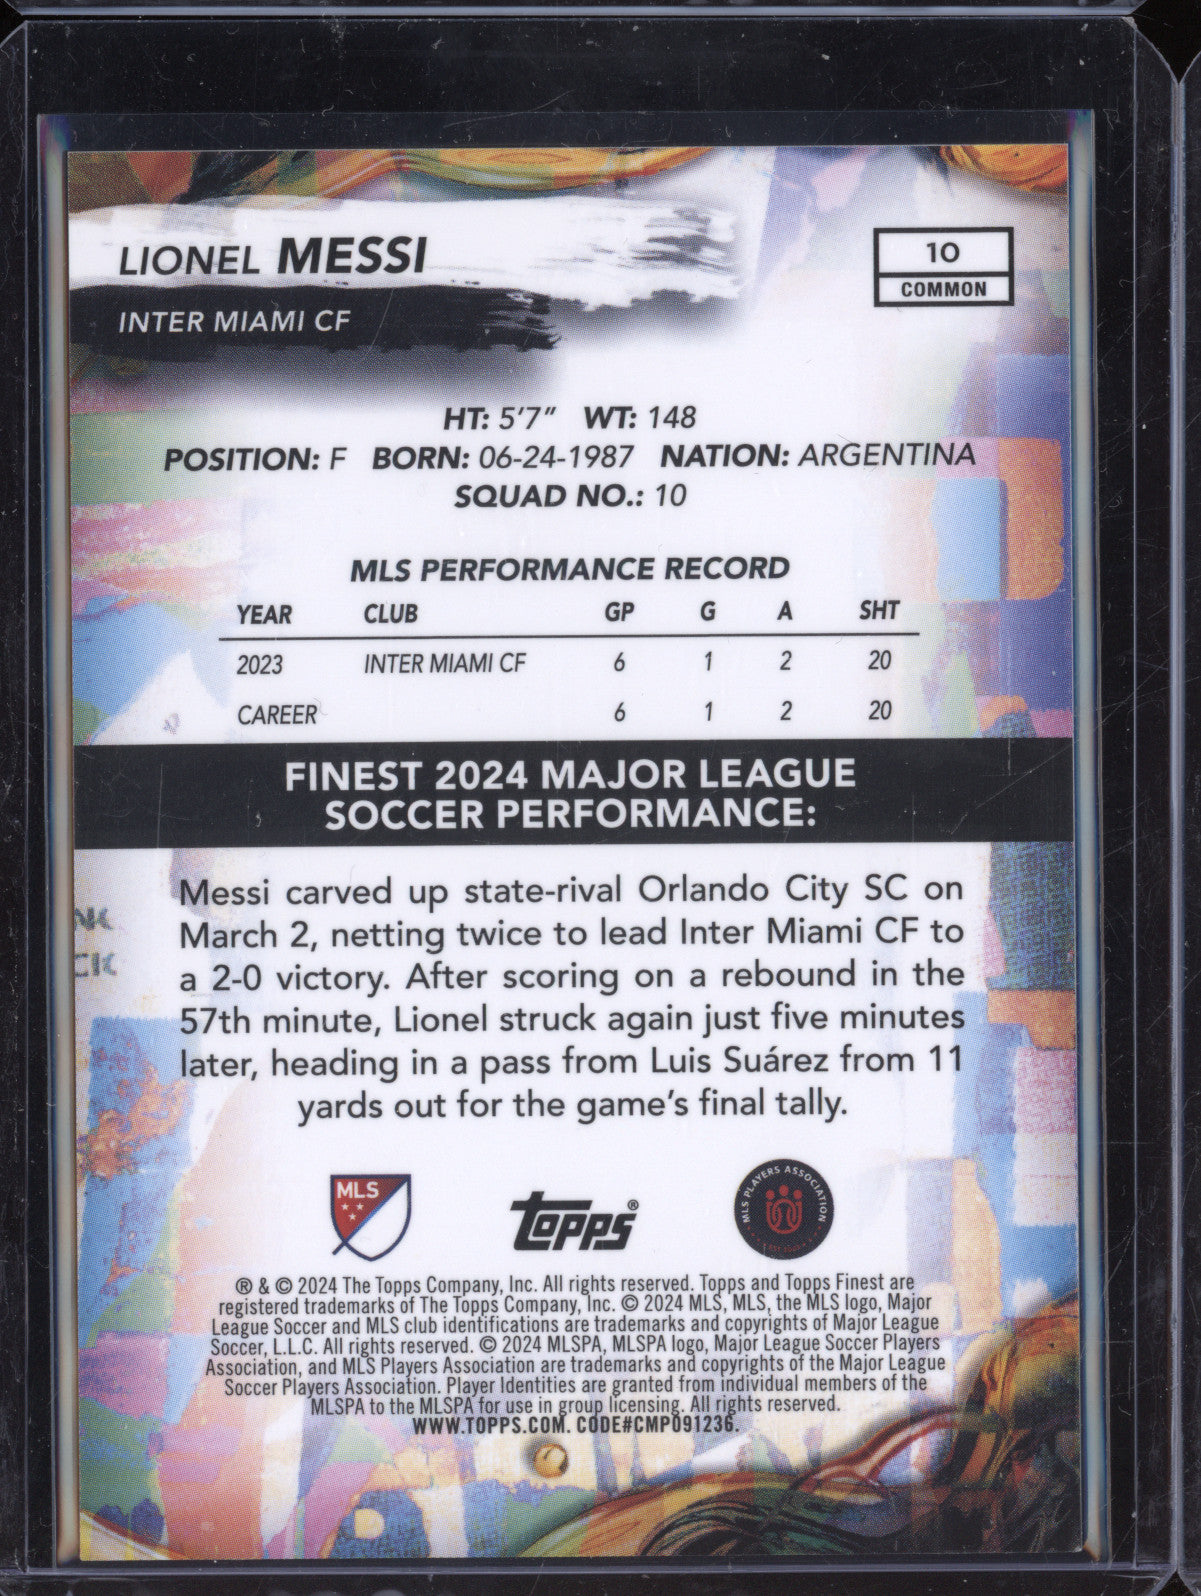 LIONEL MESSI
INTER MIAMI CF
10
COMMON
HT: 5'7" WT: 148
POSITION: F BORN: 06-24-1987 NATION: ARGENTINA
SQUAD NO.: 10
MLS PERFORMANCE RECORD
YEAR CLUB GP G A SHT
2023 INTER MIAMI CF 6 1 2 20
CAREER 6 1 2 20
FINEST 2024 MAJOR LEAGUE
SOCCER PERFORMANCE:
Messi carved up state-rival Orlando City SC on
March 2, netting twice to lead Inter Miami CF to
a 2-0 victory. After scoring on a rebound in the
57th minute, Lionel struck again just five minutes
later, heading in a pass from Luis Suárez from 11
yards out for the game's final tally.
MLS
Topps®
MLS PLAYERS ASSOCIATION
® & © 2024 The Topps Company, Inc. All rights reserved. Topps and Topps Finest are
registered trademarks of The Topps Company, Inc. © 2024 MLS, MLS, the MLS logo, Major
League Soccer and MLS club identifications are trademarks and copyrights of Major League
Soccer, L.L.C. All rights reserved. © 2024 MLSPA, MLSPA logo, Major League Soccer Players
Association, and MLS Players Association are trademarks and copyrights of the Major League
Soccer Players Association. Player Identities are granted from individual members of the
MLSPA to the MLSPA for use in group licensing. All rights reserved.
WWW.TOPPS.COM. CODE#CMP091236.